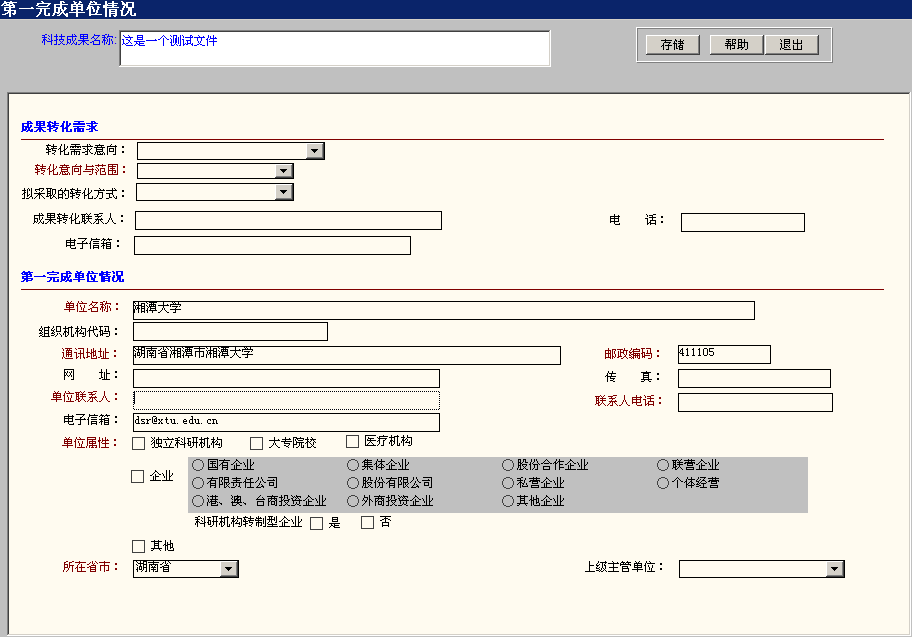 第一完成单位情况
科技成果名称: 这是一个测试文件 存储 帮助 退出
成果转化需求
转化需求意向：
转化意向与范围：
拟采取的转化方式：
成果转化联系人： 电 话：
电子信箱：
第一完成单位情况
单位名称： 湘潭大学
组织机构代码：
通讯地址： 湖南省湘潭市湘潭大学 邮政编码： 411105
网 址： 传 真：
单位联系人： 联系人电话：
电子信箱： dsr@xtu.edu.cn
单位属性： 独立科研机构 大专院校 医疗机构
国有企业 集体企业 股份合作企业 联营企业
企业 有限责任公司 股份有限公司 私营企业 个体经营
港、澳、台商投资企业 外商投资企业 其他企业
科研机构转制型企业 是 否
其他
所在省市： 湖南省 上级主管单位：